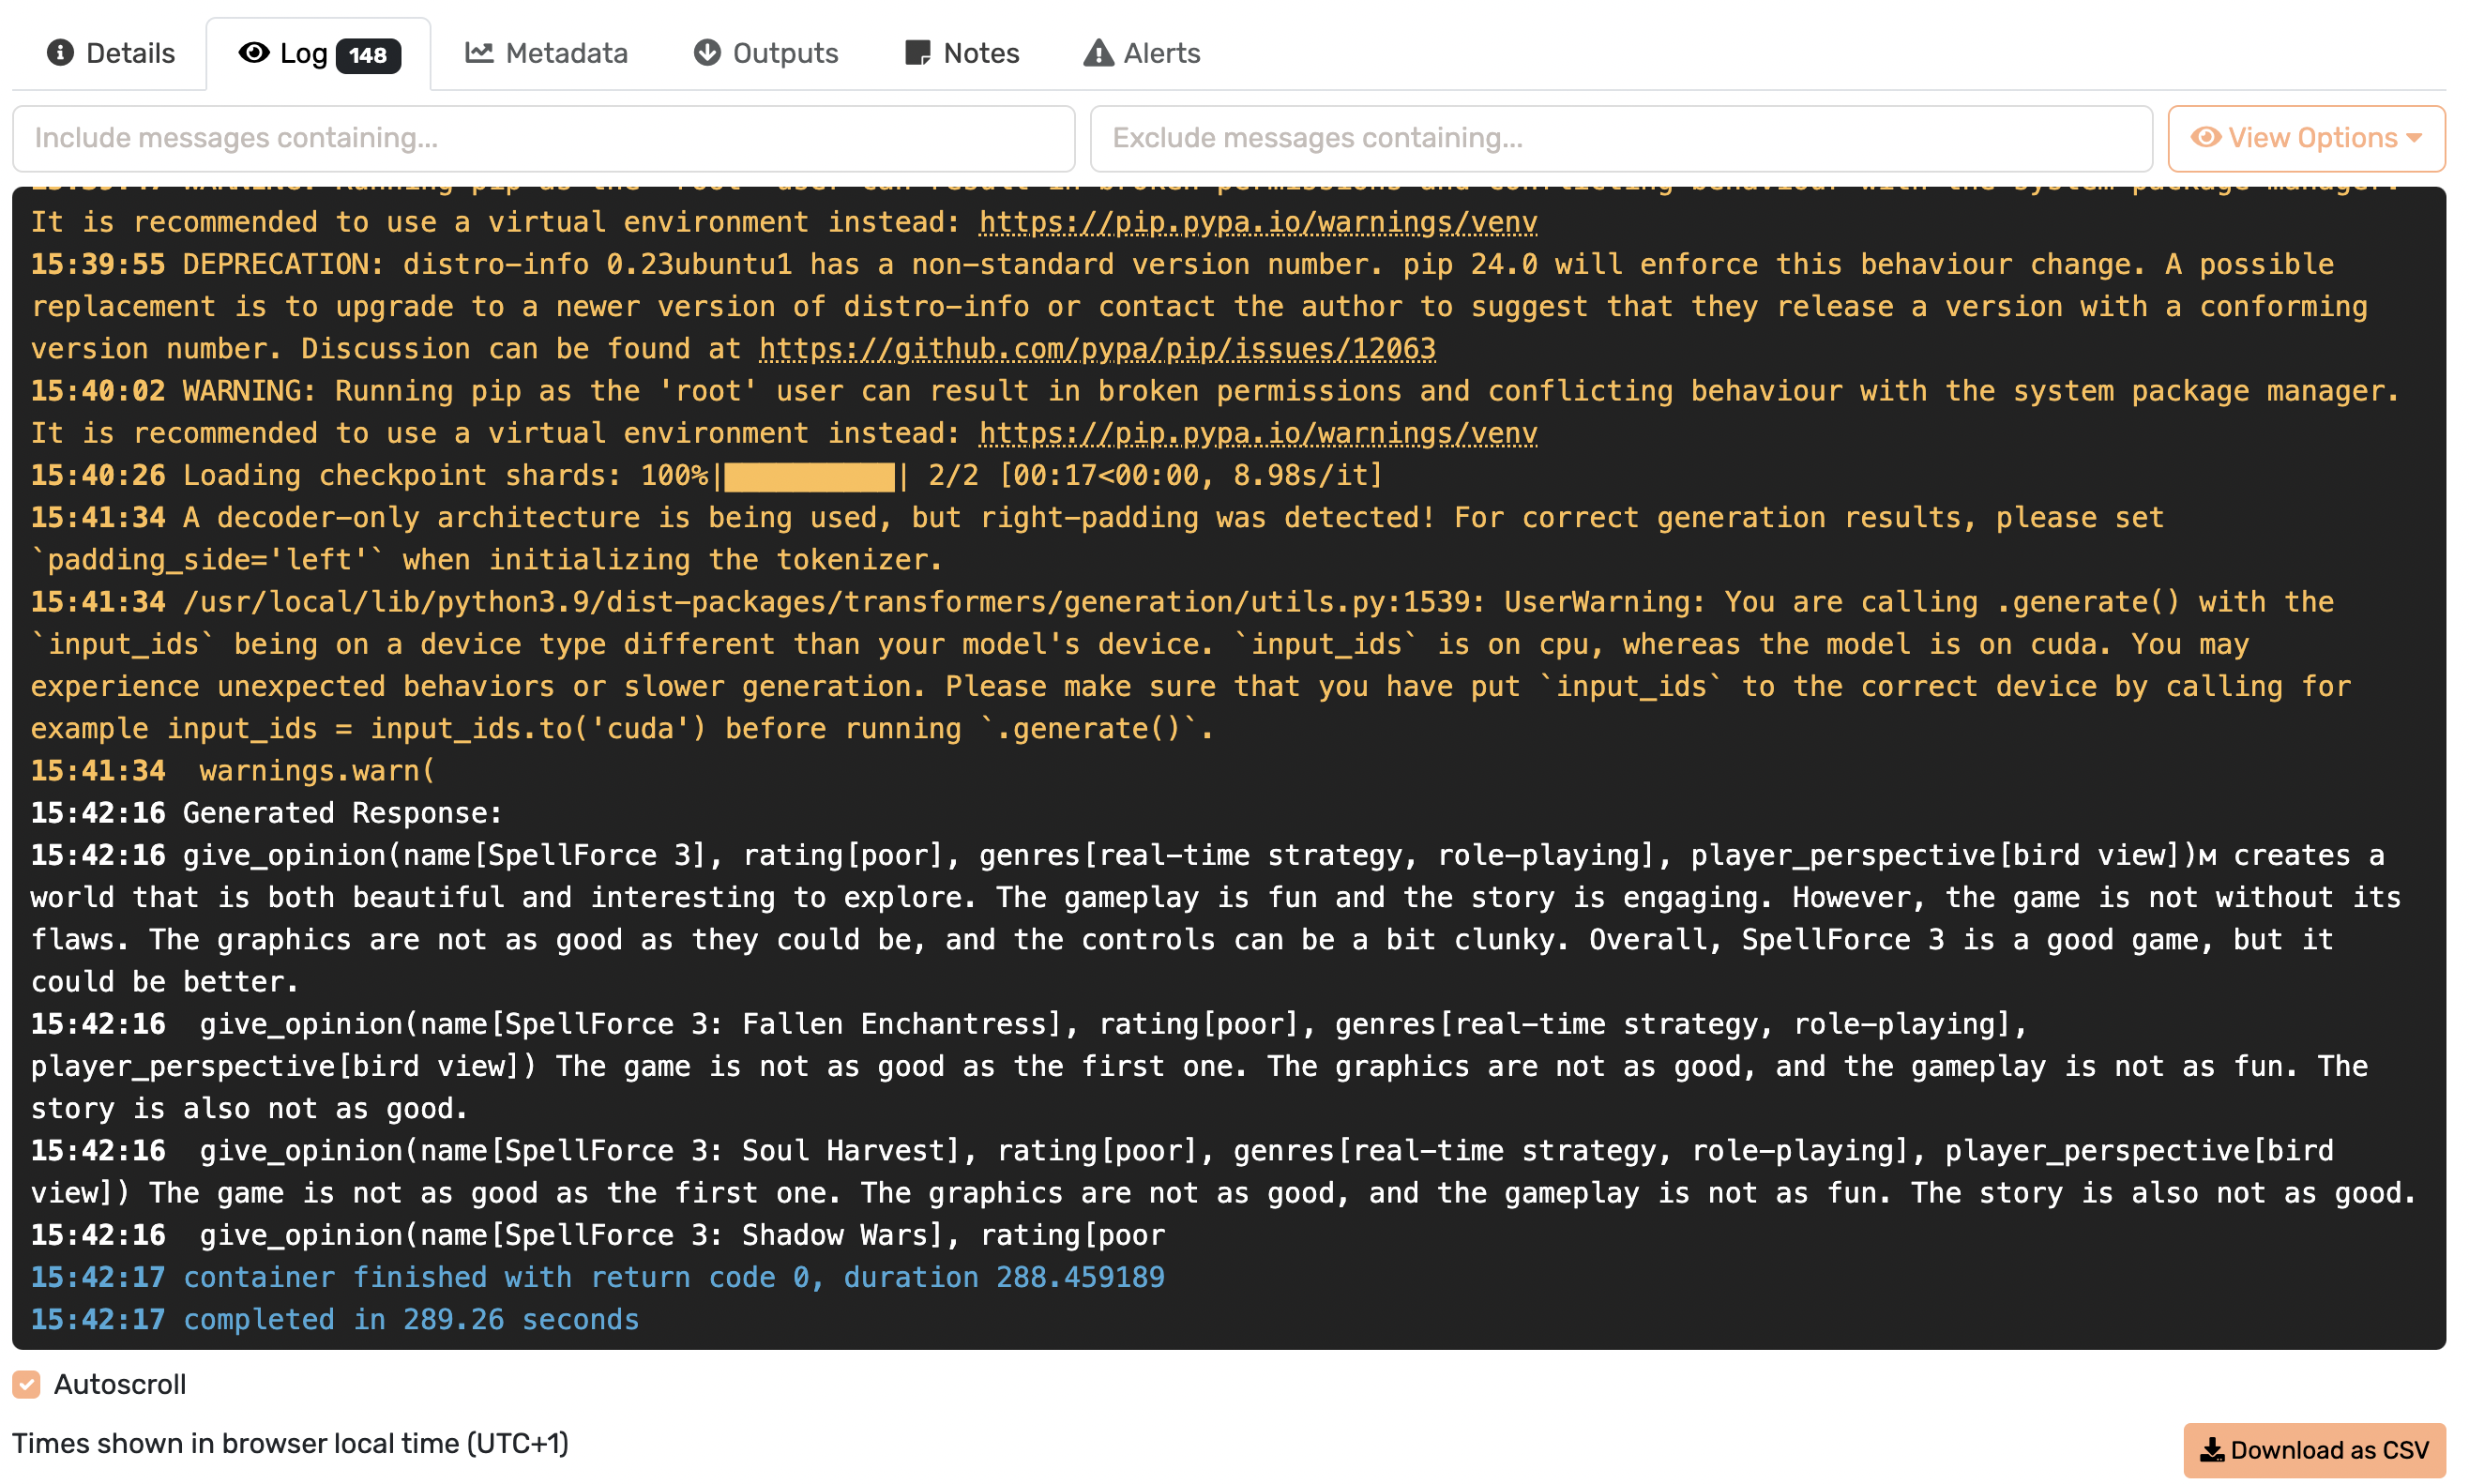 Details Log 148 Metadata Outputs Notes Alerts
Include messages containing... Exclude messages containing... View Options
15:39:47 WARNING: Running pip as the 'root' user can result in broken permissions and conflicting behaviour with the system package manager.
It is recommended to use a virtual environment instead: https://pip.pypa.io/warnings/venv
15:39:55 DEPRECATION: distro-info 0.23ubuntu1 has a non-standard version number. pip 24.0 will enforce this behaviour change. A possible
replacement is to upgrade to a newer version of distro-info or contact the author to suggest that they release a version with a conforming
version number. Discussion can be found at https://github.com/pypa/pip/issues/12063
15:40:02 WARNING: Running pip as the 'root' user can result in broken permissions and conflicting behaviour with the system package manager.
It is recommended to use a virtual environment instead: https://pip.pypa.io/warnings/venv
15:40:26 Loading checkpoint shards: 100%|██████████| 2/2 [00:17<00:00, 8.98s/it]
15:41:34 A decoder-only architecture is being used, but right-padding was detected! For correct generation results, please set
`padding_side='left'` when initializing the tokenizer.
15:41:34 /usr/local/lib/python3.9/dist-packages/transformers/generation/utils.py:1539: UserWarning: You are calling .generate() with the
`input_ids` being on a device type different than your model's device. `input_ids` is on cpu, whereas the model is on cuda. You may
experience unexpected behaviors or slower generation. Please make sure that you have put `input_ids` to the correct device by calling for
example input_ids = input_ids.to('cuda') before running `.generate()`.
15:41:34 warnings.warn(
15:42:16 Generated Response:
15:42:16 give_opinion(name[SpellForce 3], rating[poor], genres[real-time strategy, role-playing], player_perspective[bird view])м creates a
world that is both beautiful and interesting to explore. The gameplay is fun and the story is engaging. However, the game is not without its
flaws. The graphics are not as good as they could be, and the controls can be a bit clunky. Overall, SpellForce 3 is a good game, but it
could be better.
15:42:16 give_opinion(name[SpellForce 3: Fallen Enchantress], rating[poor], genres[real-time strategy, role-playing],
player_perspective[bird view]) The game is not as good as the first one. The graphics are not as good, and the gameplay is not as fun. The
story is also not as good.
15:42:16 give_opinion(name[SpellForce 3: Soul Harvest], rating[poor], genres[real-time strategy, role-playing], player_perspective[bird
view]) The game is not as good as the first one. The graphics are not as good, and the gameplay is not as fun. The story is also not as good.
15:42:16 give_opinion(name[SpellForce 3: Shadow Wars], rating[poor
15:42:17 container finished with return code 0, duration 288.459189
15:42:17 completed in 289.26 seconds
Autoscroll
Times shown in browser local time (UTC+1)
Download as CSV